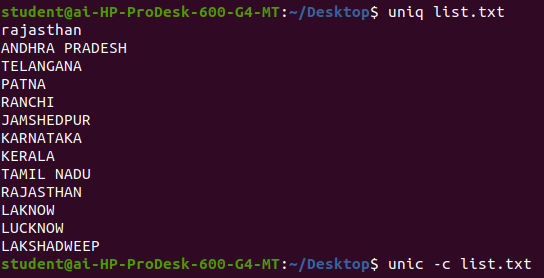 student@ai-HP-ProDesk-600-G4-MT:~/Desktop$ uniq list.txt
rajasthan
ANDHRA PRADESH
TELANGANA
PATNA
RANCHI
JAMSHEDPUR
KARNATAKA
KERALA
TAMIL NADU
RAJASTHAN
LAKNOW
LUCKNOW
LAKSHADWEEP
student@ai-HP-ProDesk-600-G4-MT:~/Desktop$ unic -c list.txt